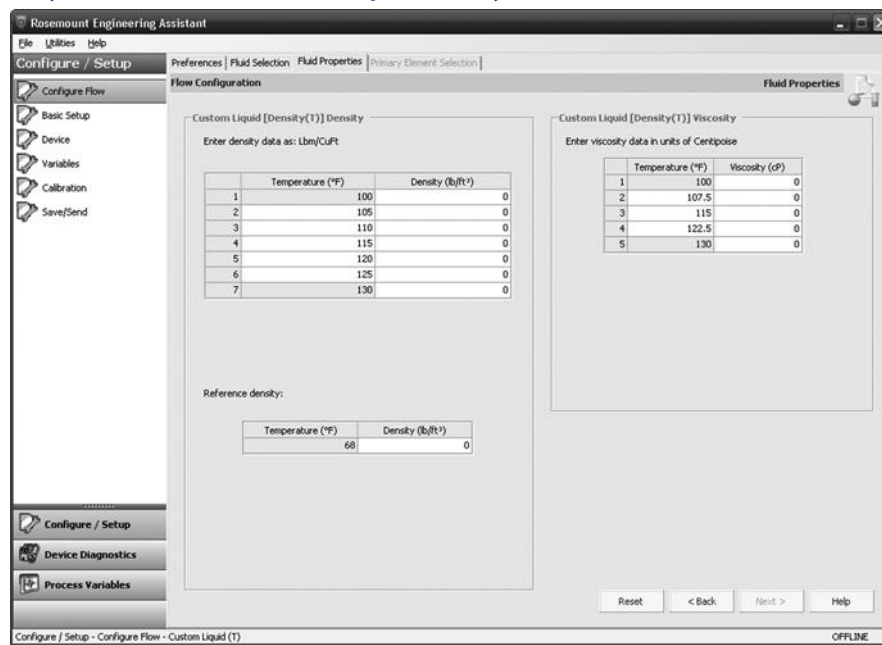 Rosemount Engineering Assistant
File Utilities Help
Configure / Setup
Preferences Fluid Selection Fluid Properties Primary Element Selection
Configure Flow
Flow Configuration Fluid Properties
Basic Setup
Device
Variables
Calibration
Save/Send
Custom Liquid [Density(T)] Density
Enter density data as: Lbm/CuFt
Temperature (°F) Density (lb/ft³)
1 100 0
2 105 0
3 110 0
4 115 0
5 120 0
6 125 0
7 130 0
Reference density:
Temperature (°F) Density (lb/ft³)
68 0
Custom Liquid [Density(T)] Viscosity
Enter viscosity data in units of Centipoise
Temperature (°F) Viscosity (cP)
1 100 0
2 107.5 0
3 115 0
4 122.5 0
5 130 0
Configure / Setup
Device Diagnostics
Process Variables
Reset < Back Next > Help
Configure / Setup - Configure Flow - Custom Liquid (T) OFFLINE